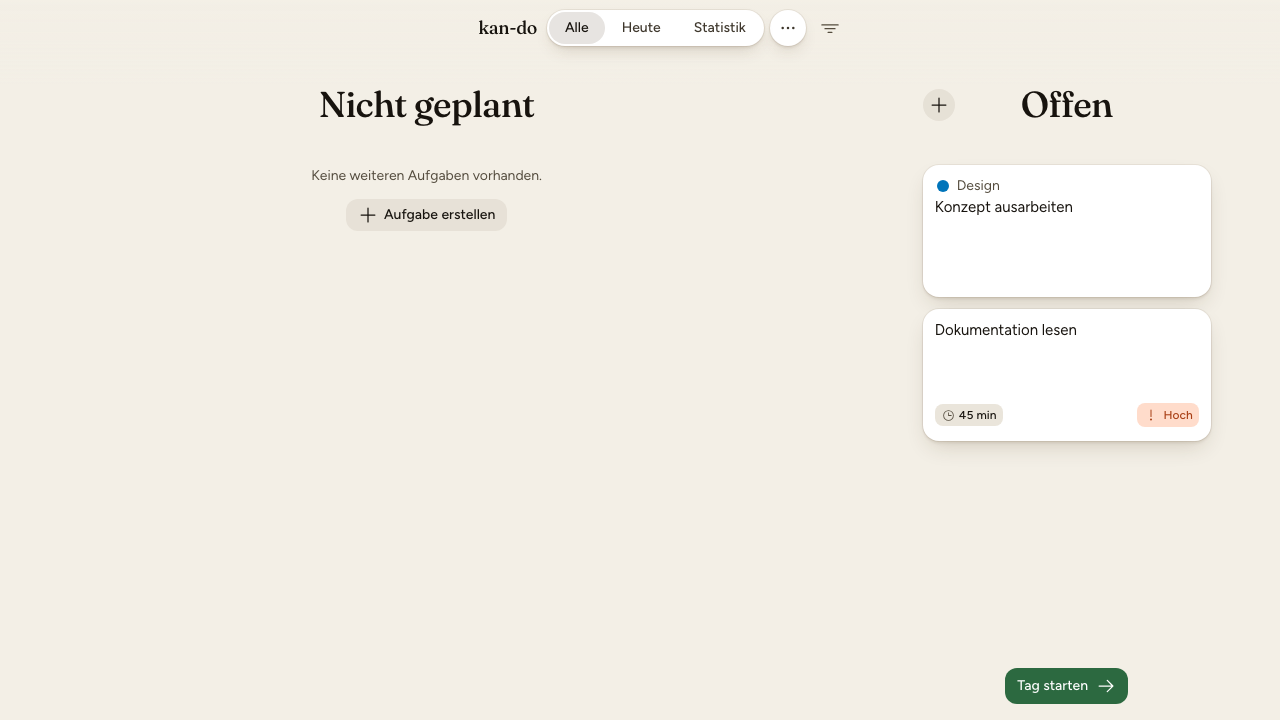 kan-do
Alle
Heute
Statistik
Nicht geplant
Keine weiteren Aufgaben vorhanden.
Aufgabe erstellen
Offen
Design
Konzept ausarbeiten
Dokumentation lesen
45 min
Hoch
Tag starten